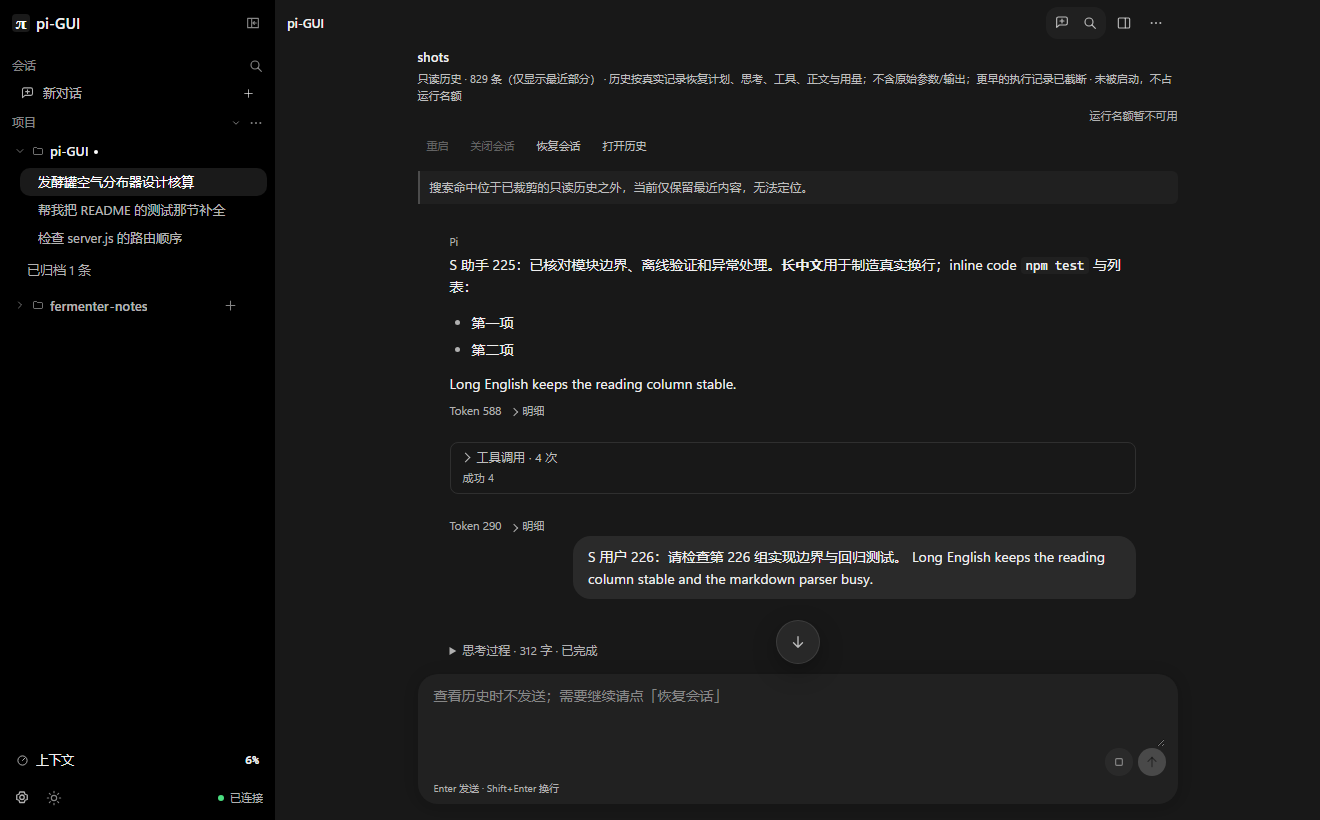 π pi-GUI
会话
新对话
项目
pi-GUI
发酵罐空气分布器设计核算
帮我把 README 的测试那节补全
检查 server.js 的路由顺序
已归档 1 条
fermenter-notes
上下文 6%
已连接
pi-GUI
shots
只读历史 · 829 条（仅显示最近部分） · 历史按真实记录恢复计划、思考、工具、正文与用量；不含原始参数/输出；更早的执行记录已截断 · 未被启动，不占
运行名额
运行名额暂不可用
重启 关闭会话 恢复会话 打开历史
搜索命中位于已裁剪的只读历史之外，当前仅保留最近内容，无法定位。
Pi
S 助手 225：已核对模块边界、离线验证和异常处理。长中文用于制造真实换行；inline code npm test 与列
表：
• 第一项
• 第二项
Long English keeps the reading column stable.
Token 588 明细
工具调用 · 4 次
成功 4
Token 290 明细
S 用户 226：请检查第 226 组实现边界与回归测试。 Long English keeps the reading
column stable and the markdown parser busy.
思考过程 · 312 字 · 已完成
查看历史时不发送；需要继续请点「恢复会话」
Enter 发送 · Shift+Enter 换行